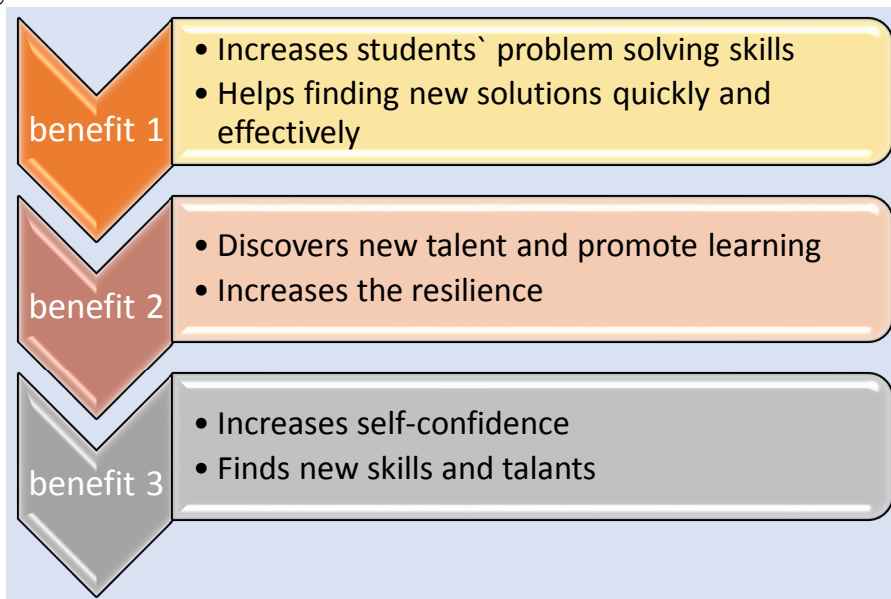 benefit 1
• Increases students` problem solving skills
• Helps finding new solutions quickly and
effectively
benefit 2
• Discovers new talent and promote learning
• Increases the resilience
benefit 3
• Increases self-confidence
• Finds new skills and talants